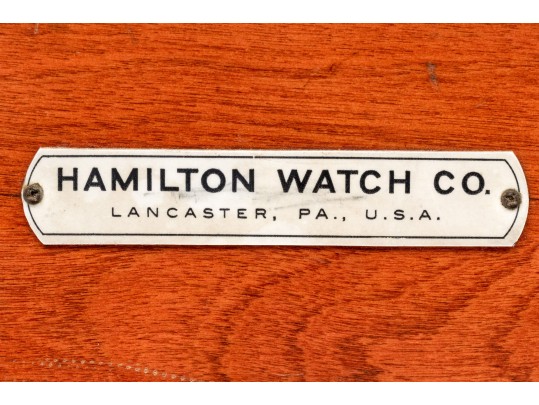 HAMILTON WATCH CO.
LANCASTER, PA., U.S.A.